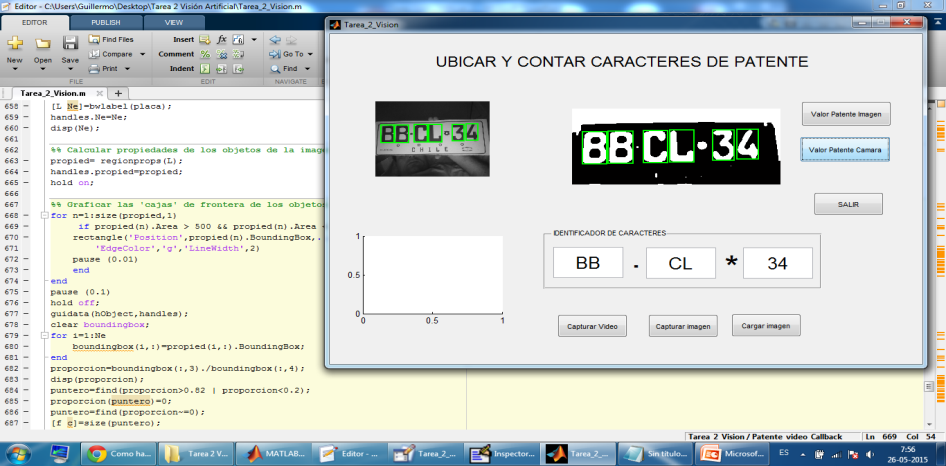 Editor - C:\Users\Guillermo\Desktop\Tarea 2 Visión Artificial\Tarea_2_Vision.m
EDITOR PUBLISH VIEW
New Open Save
Find Files
Compare
Print
Insert fx
Comment
Indent
Go To
Find
FILE EDIT NAVIGATE
Tarea_2_Vision.m
658 [L Ne]=bwlabel(placa);
659 handles.Ne=Ne;
660 disp(Ne);
661
662 %% Calcular propiedades de los objetos de la imag
663 propied= regionprops(L);
664 handles.propied=propied;
665 hold on;
666
667 %% Graficar las 'cajas' de frontera de los objetos
668 for n=1:size(propied,1)
669 if propied(n).Area > 500 && propied(n).Area
670 rectangle('Position',propied(n).BoundingBox,.
671 'EdgeColor','g','LineWidth',2)
672 pause (0.01)
673 end
674 end
675 pause (0.1)
676 hold off;
677 guidata(hObject,handles);
678 clear boundingbox;
679 for i=1:Ne
680 boundingbox(i,:)=propied(i,:).BoundingBox;
681 end
682 proporcion=boundingbox(:,3)./boundingbox(:,4);
683 disp(proporcion);
684 puntero=find(proporcion>0.82 | proporcion<0.2);
685 proporcion(puntero)=0;
686 puntero=find(proporcion~=0);
687 [f c]=size(puntero);
Tarea_2_Vision
UBICAR Y CONTAR CARACTERES DE PATENTE
BB CL 34
CHILE
BB CL 34
Valor Patente Imagen
Valor Patente Camara
SALIR
1
0.5
0
0 0.5 1
IDENTIFICADOR DE CARACTERES
BB . CL * 34
Capturar Video
Capturar imagen
Cargar imagen
Tarea 2 Vision / Patente video Callback Ln 669 Col 54
Como ha...
Tarea 2 V...
MATLAB...
Editor - ...
Tarea_2_...
Inspector...
Tarea_2_...
Sin título...
Microsof...
ES
7:56
26-05-2015